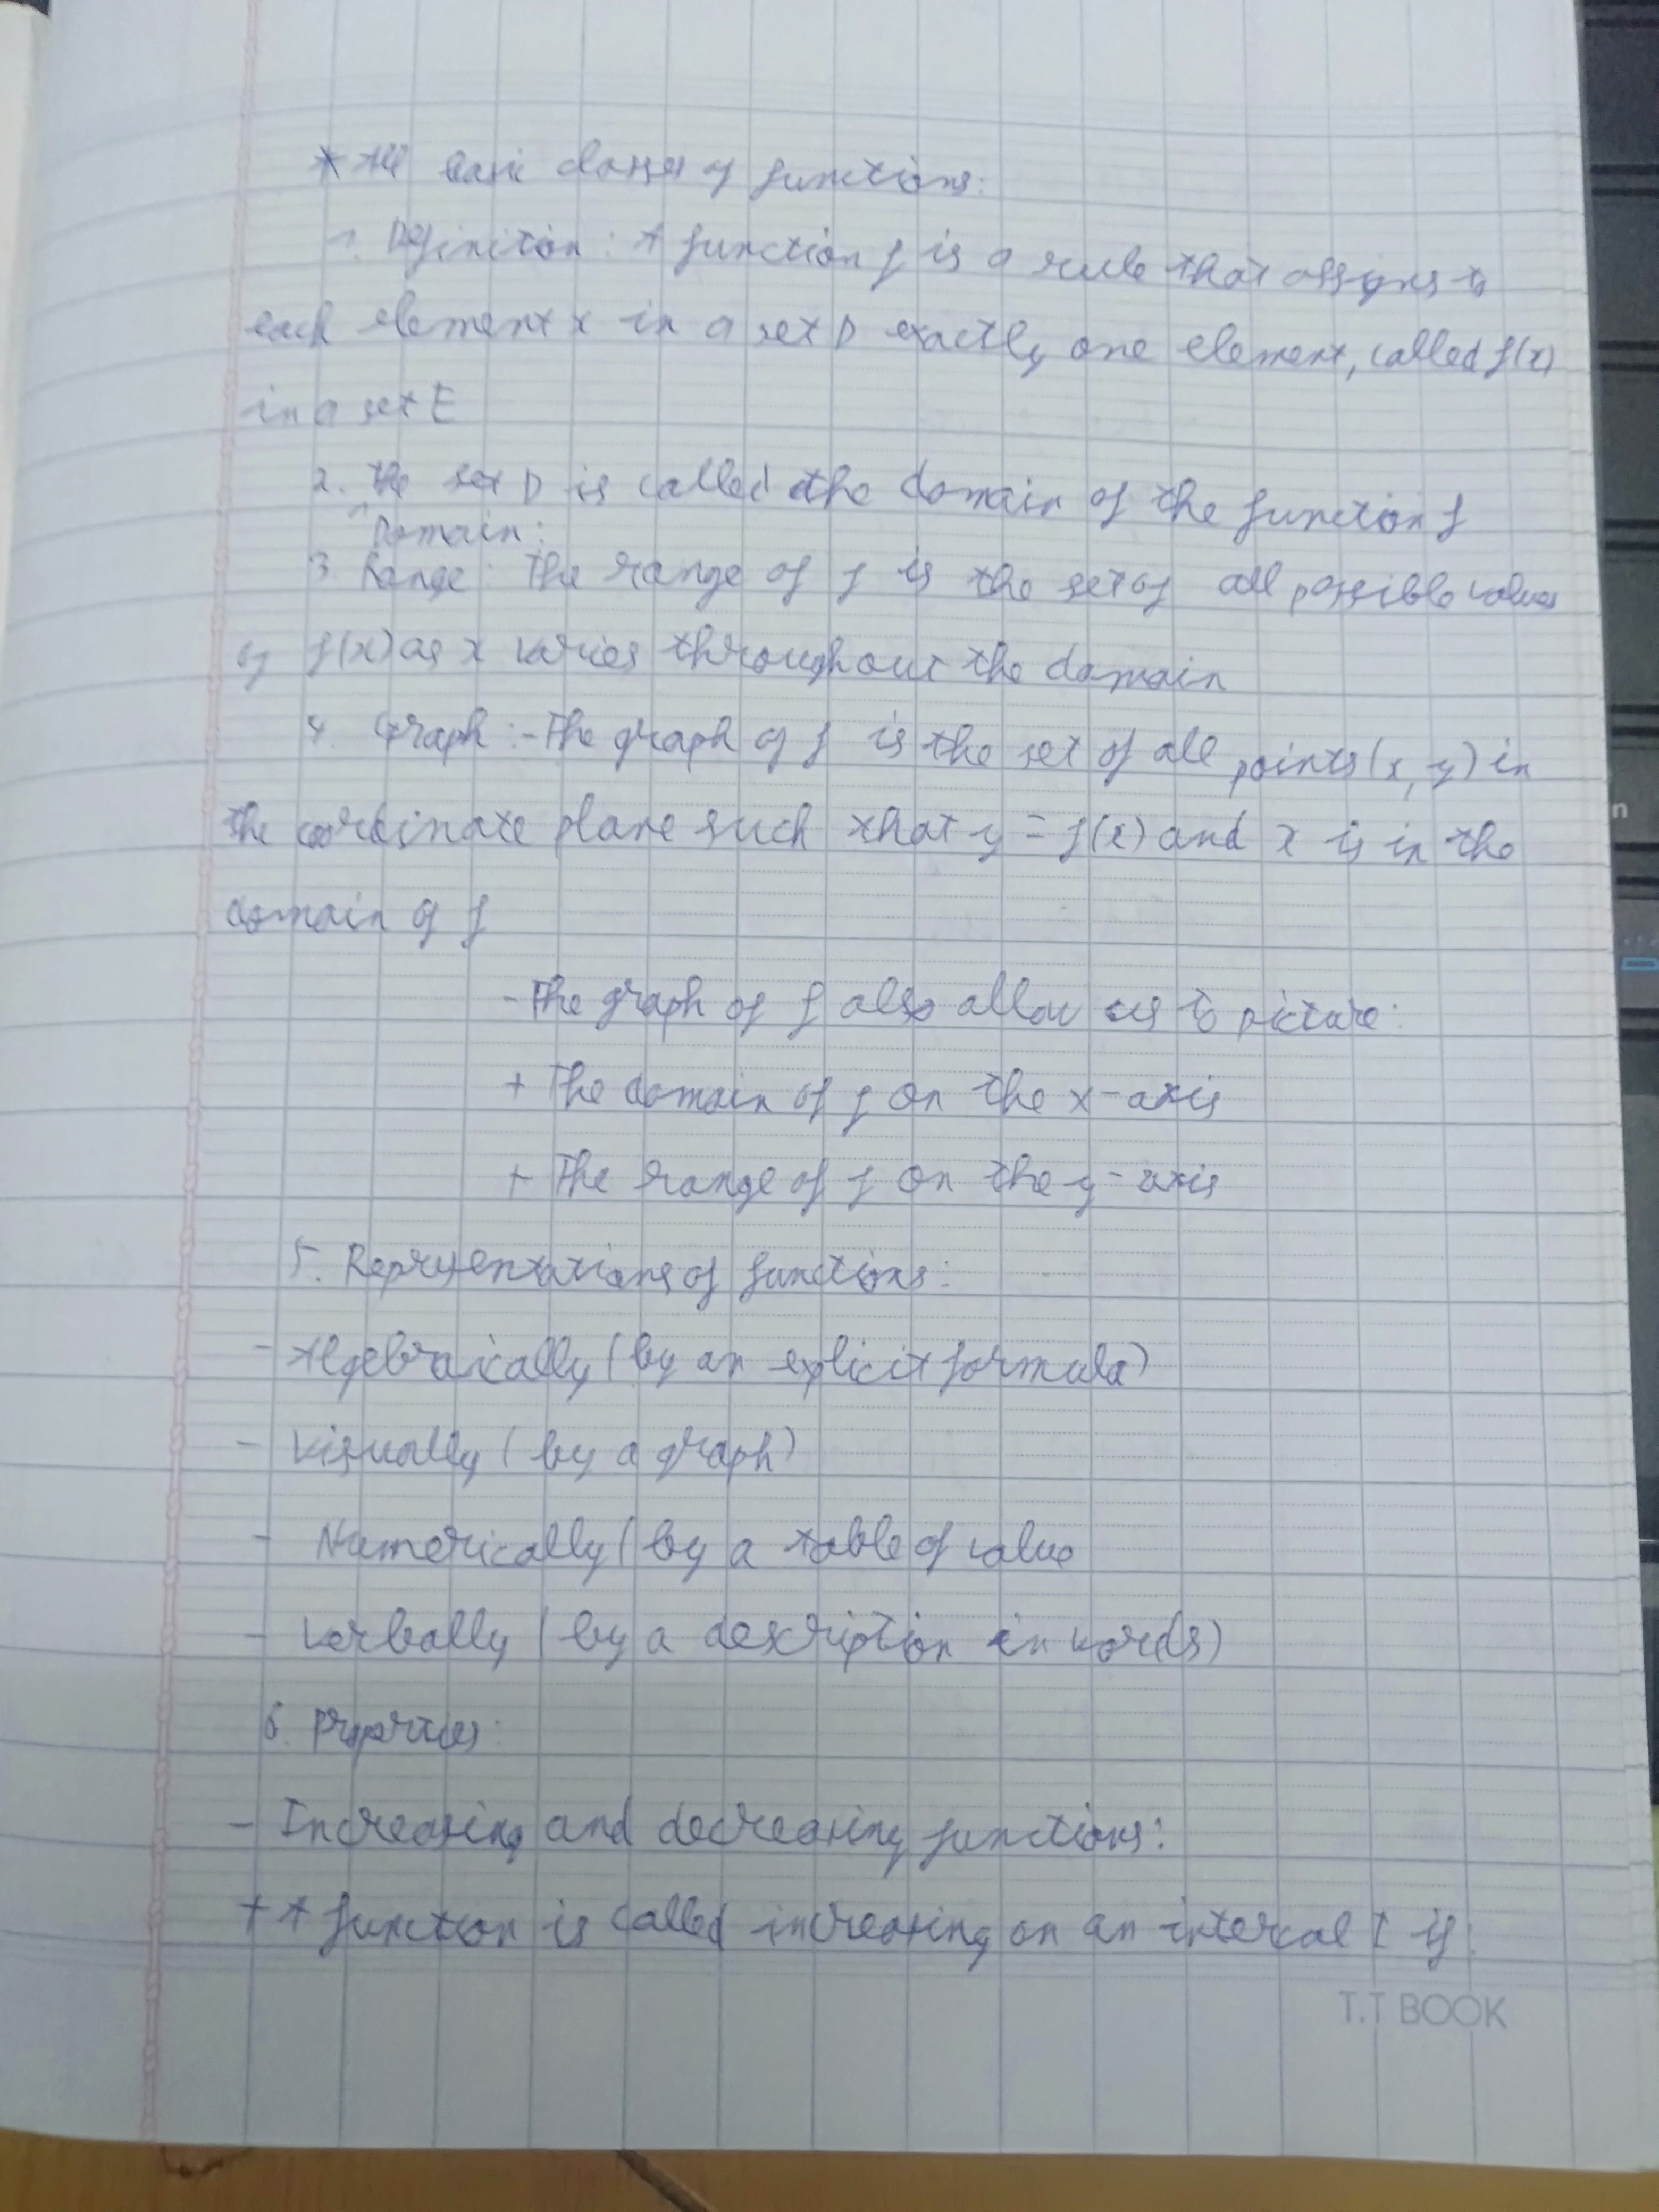 * The basic classes of functions:
1. Definition: A function f is a rule that assigns to
each element x in a set D exactly one element, called f(x)
in a set E
2. The set D is called the domain of the function f
^Domain:
3 Range: The range of f is the set of all possible values
of f(x) as x varies throughout the domain
4. Graph: - The graph of f is the set of all points (x, y) in
the coordinate plane such that y = f(x) and x is in the
domain of f
- The graph of f also allow us to picture:
+ The domain of f on the x-axis
+ The range of f on the y-axis
5. Representations of functions:
- Algebraically (by an explicit formula)
- Visually (by a graph)
- Numerically (by a table of value
- Verbally (by a description in words)
6. Properties:
- Increasing and decreasing functions:
+ A function is called increasing on an interval I if:
T.T BOOK
n